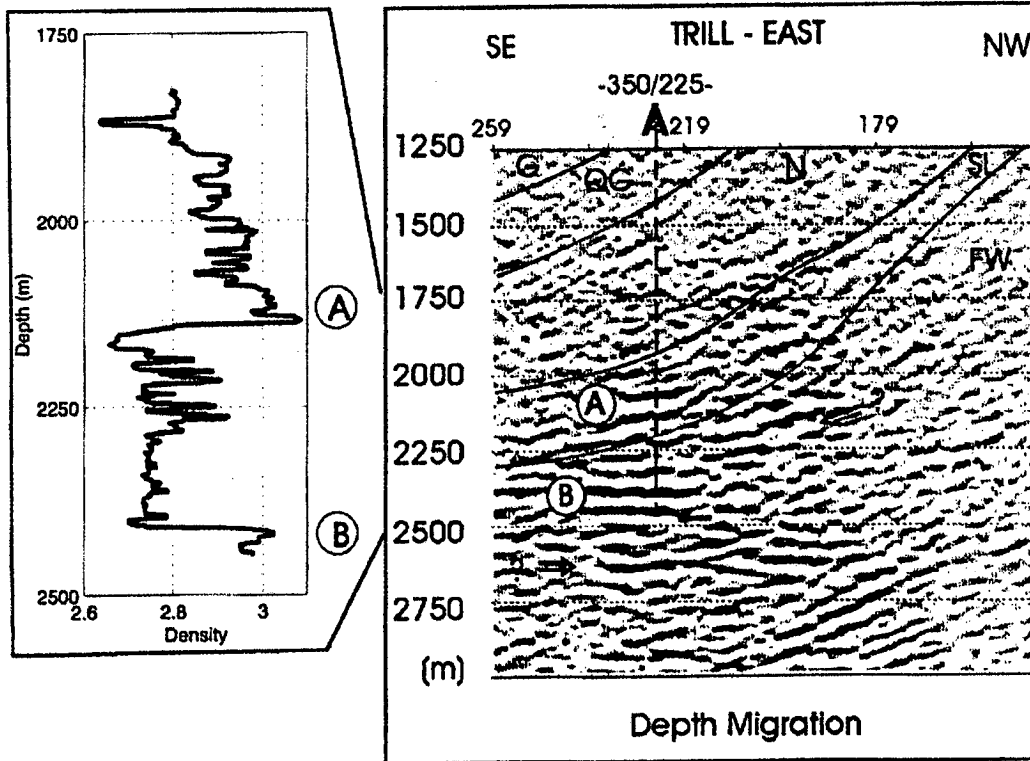 1750
2000
2250
2500
Depth (m)
2.6 2.8 3
Density
A
B
TRILL - EAST
SE NW
-350/225-
259 219 179
1250
1500
1750
2000
2250
2500
2750
(m)
G QG N SL
FW
A
?
B
?
Depth Migration